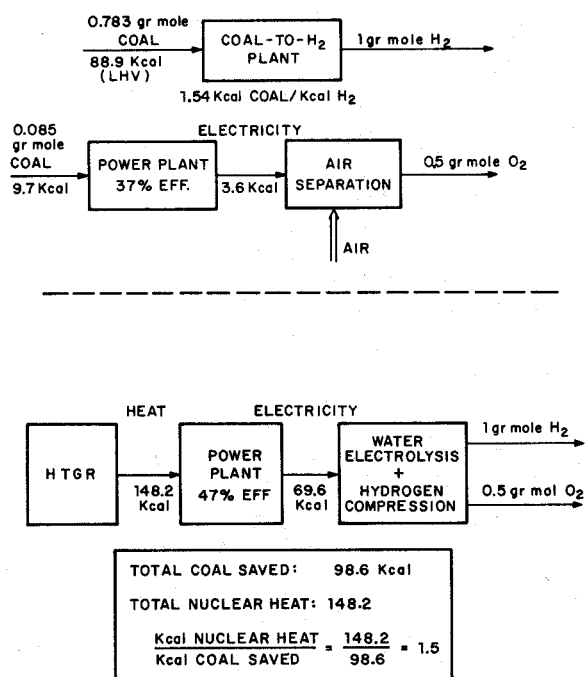 0.783 gr mole
COAL
88.9 Kcal
(LHV)
COAL-TO-H₂
PLANT
1 gr mole H₂
1.54 Kcal COAL/Kcal H₂
0.085
gr mole
COAL
9.7 Kcal
POWER PLANT
37% EFF.
ELECTRICITY
3.6 Kcal
AIR
SEPARATION
0.5 gr mole O₂
AIR
HTGR
HEAT
148.2
Kcal
POWER
PLANT
47% EFF
ELECTRICITY
69.6
Kcal
WATER
ELECTROLYSIS
+
HYDROGEN
COMPRESSION
1 gr mole H₂
0.5 gr mol O₂
TOTAL COAL SAVED: 98.6 Kcal
TOTAL NUCLEAR HEAT: 148.2
Kcal NUCLEAR HEAT / Kcal COAL SAVED = 148.2 / 98.6 = 1.5